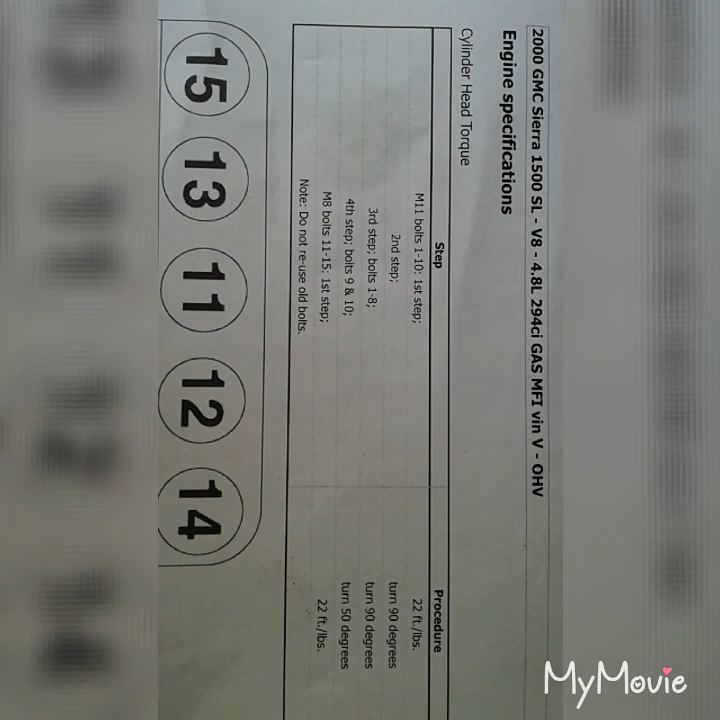 2000 GMC Sierra 1500 SL - V8 - 4.8L 294ci GAS MFI vin V - OHV
Engine specifications
Cylinder Head Torque
Step Procedure
M11 bolts 1-10: 1st step; 22 ft./lbs.
2nd step; turn 90 degrees
3rd step; bolts 1-8; turn 90 degrees
4th step; bolts 9 & 10; turn 50 degrees
M8 bolts 11-15: 1st step; 22 ft./lbs.
Note: Do not re-use old bolts.
15 13 11 12 14
MyMovie